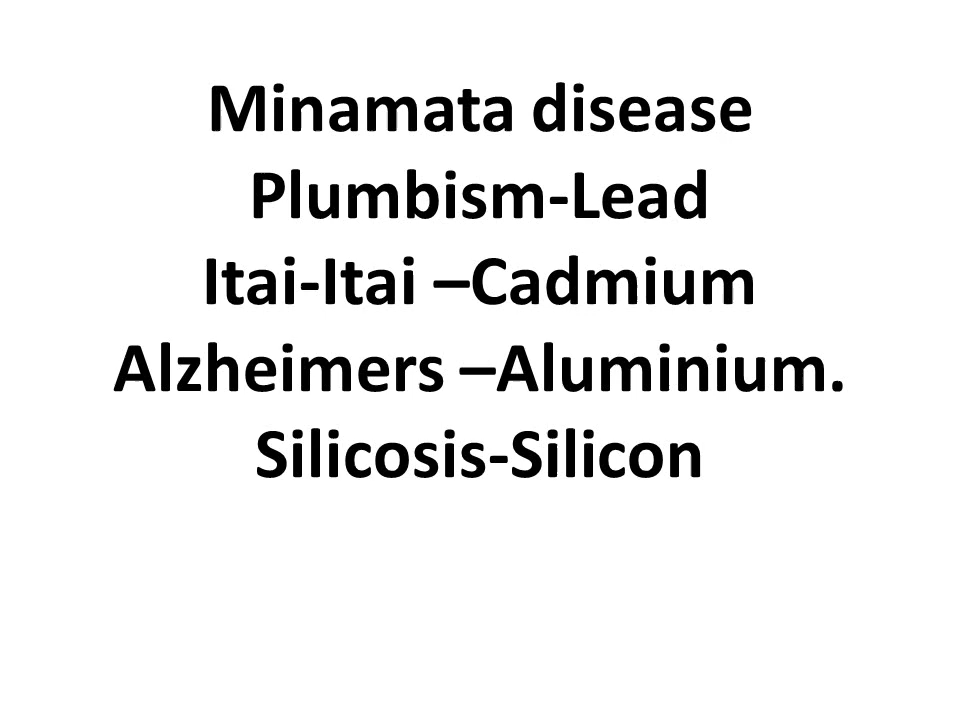 Minamata disease
Plumbism-Lead
Itai-Itai –Cadmium
Alzheimers –Aluminium.
Silicosis-Silicon